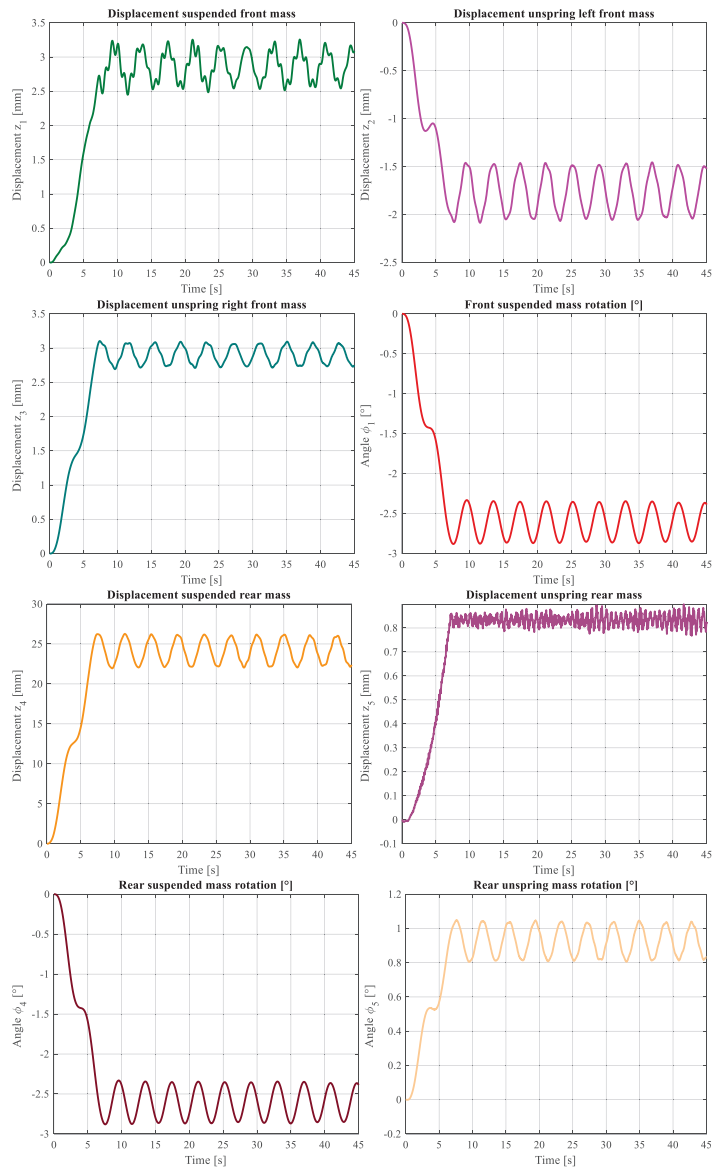 Displacement suspended front mass
3.5
3
2.5
2
1.5
1
0.5
0
Displacement z1 [mm]
0 5 10 15 20 25 30 35 40 45
Time [s]
Displacement unspring left front mass
0
-0.5
-1
-1.5
-2
-2.5
Displacement z2 [mm]
0 5 10 15 20 25 30 35 40 45
Time [s]
Displacement unspring right front mass
3.5
3
2.5
2
1.5
1
0.5
0
Displacement z3 [mm]
0 5 10 15 20 25 30 35 40 45
Time [s]
Front suspended mass rotation [°]
0
-0.5
-1
-1.5
-2
-2.5
-3
Angle ϕ1 [°]
0 5 10 15 20 25 30 35 40 45
Time [s]
Displacement suspended rear mass
30
25
20
15
10
5
0
Displacement z4 [mm]
0 5 10 15 20 25 30 35 40 45
Time [s]
Displacement unspring rear mass
0.8
0.7
0.6
0.5
0.4
0.3
0.2
0.1
0
-0.1
Displacement z5 [mm]
0 5 10 15 20 25 30 35 40 45
Time [s]
Rear suspended mass rotation [°]
0
-0.5
-1
-1.5
-2
-2.5
-3
Angle ϕ4 [°]
0 5 10 15 20 25 30 35 40 45
Time [s]
Rear unspring mass rotation [°]
1.2
1
0.8
0.6
0.4
0.2
0
-0.2
Angle ϕ5 [°]
0 5 10 15 20 25 30 35 40 45
Time [s]